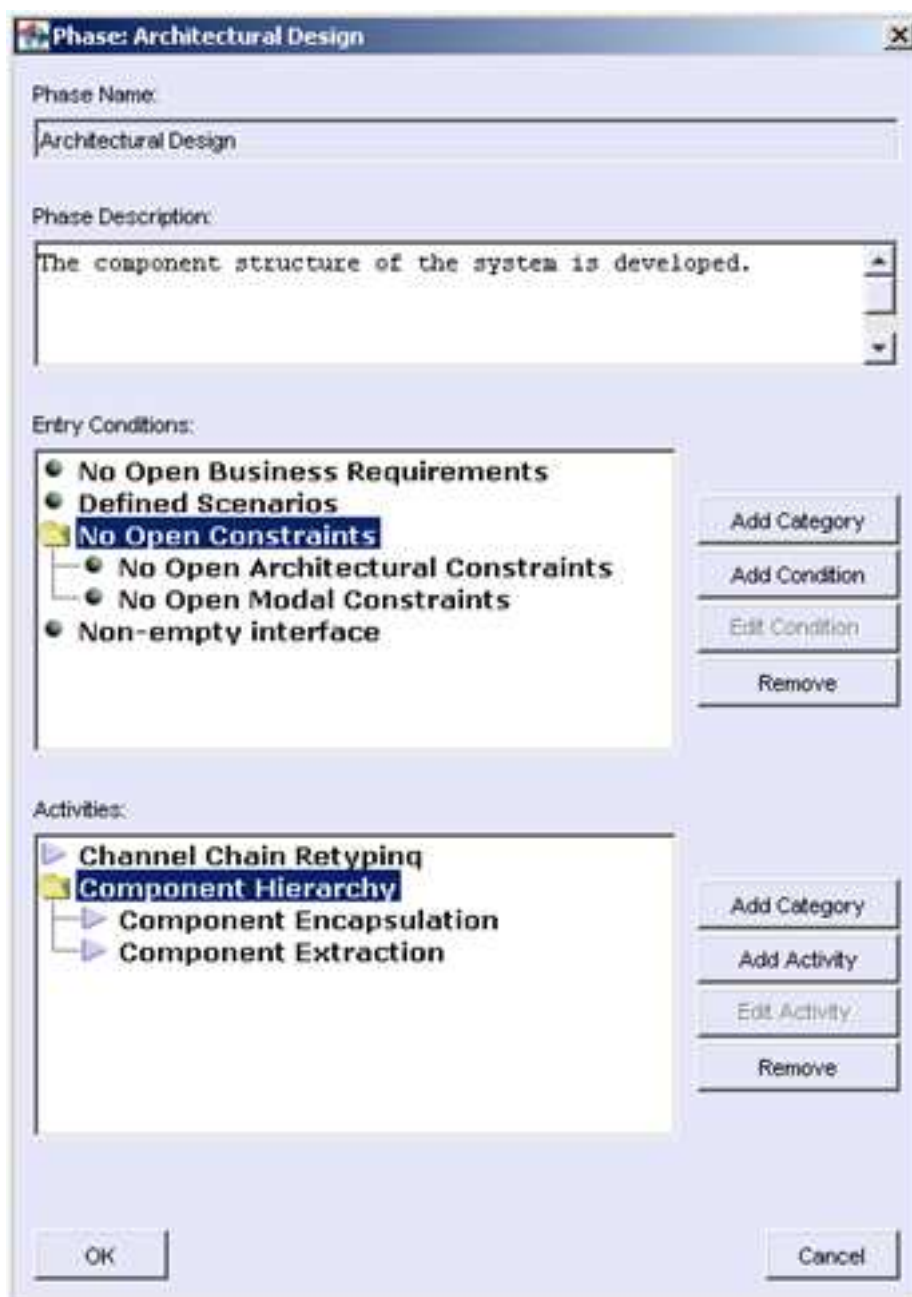 Phase: Architectural Design
Phase Name:
Architectural Design
Phase Description:
The component structure of the system is developed.
Entry Conditions:
No Open Business Requirements
Defined Scenarios
No Open Constraints
No Open Architectural Constraints
No Open Modal Constraints
Non-empty interface
Add Category
Add Condition
Edit Condition
Remove
Activities:
Channel Chain Retyping
Component Hierarchy
Component Encapsulation
Component Extraction
Add Category
Add Activity
Edit Activity
Remove
OK
Cancel